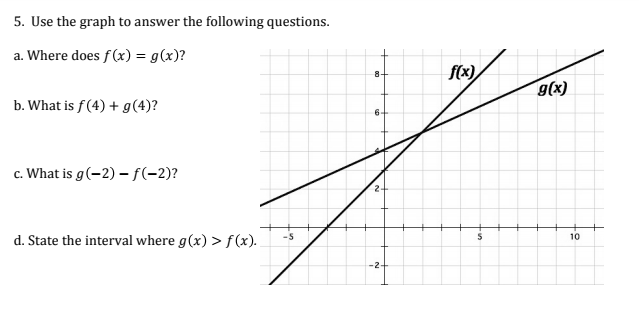 5. Use the graph to answer the following questions.
a. Where does f(x) = g(x)?
b. What is f(4) + g(4)?
c. What is g(−2) − f(−2)?
d. State the interval where g(x) > f(x).
f(x)
g(x)
8
6
4
2
-2
-5
5
10